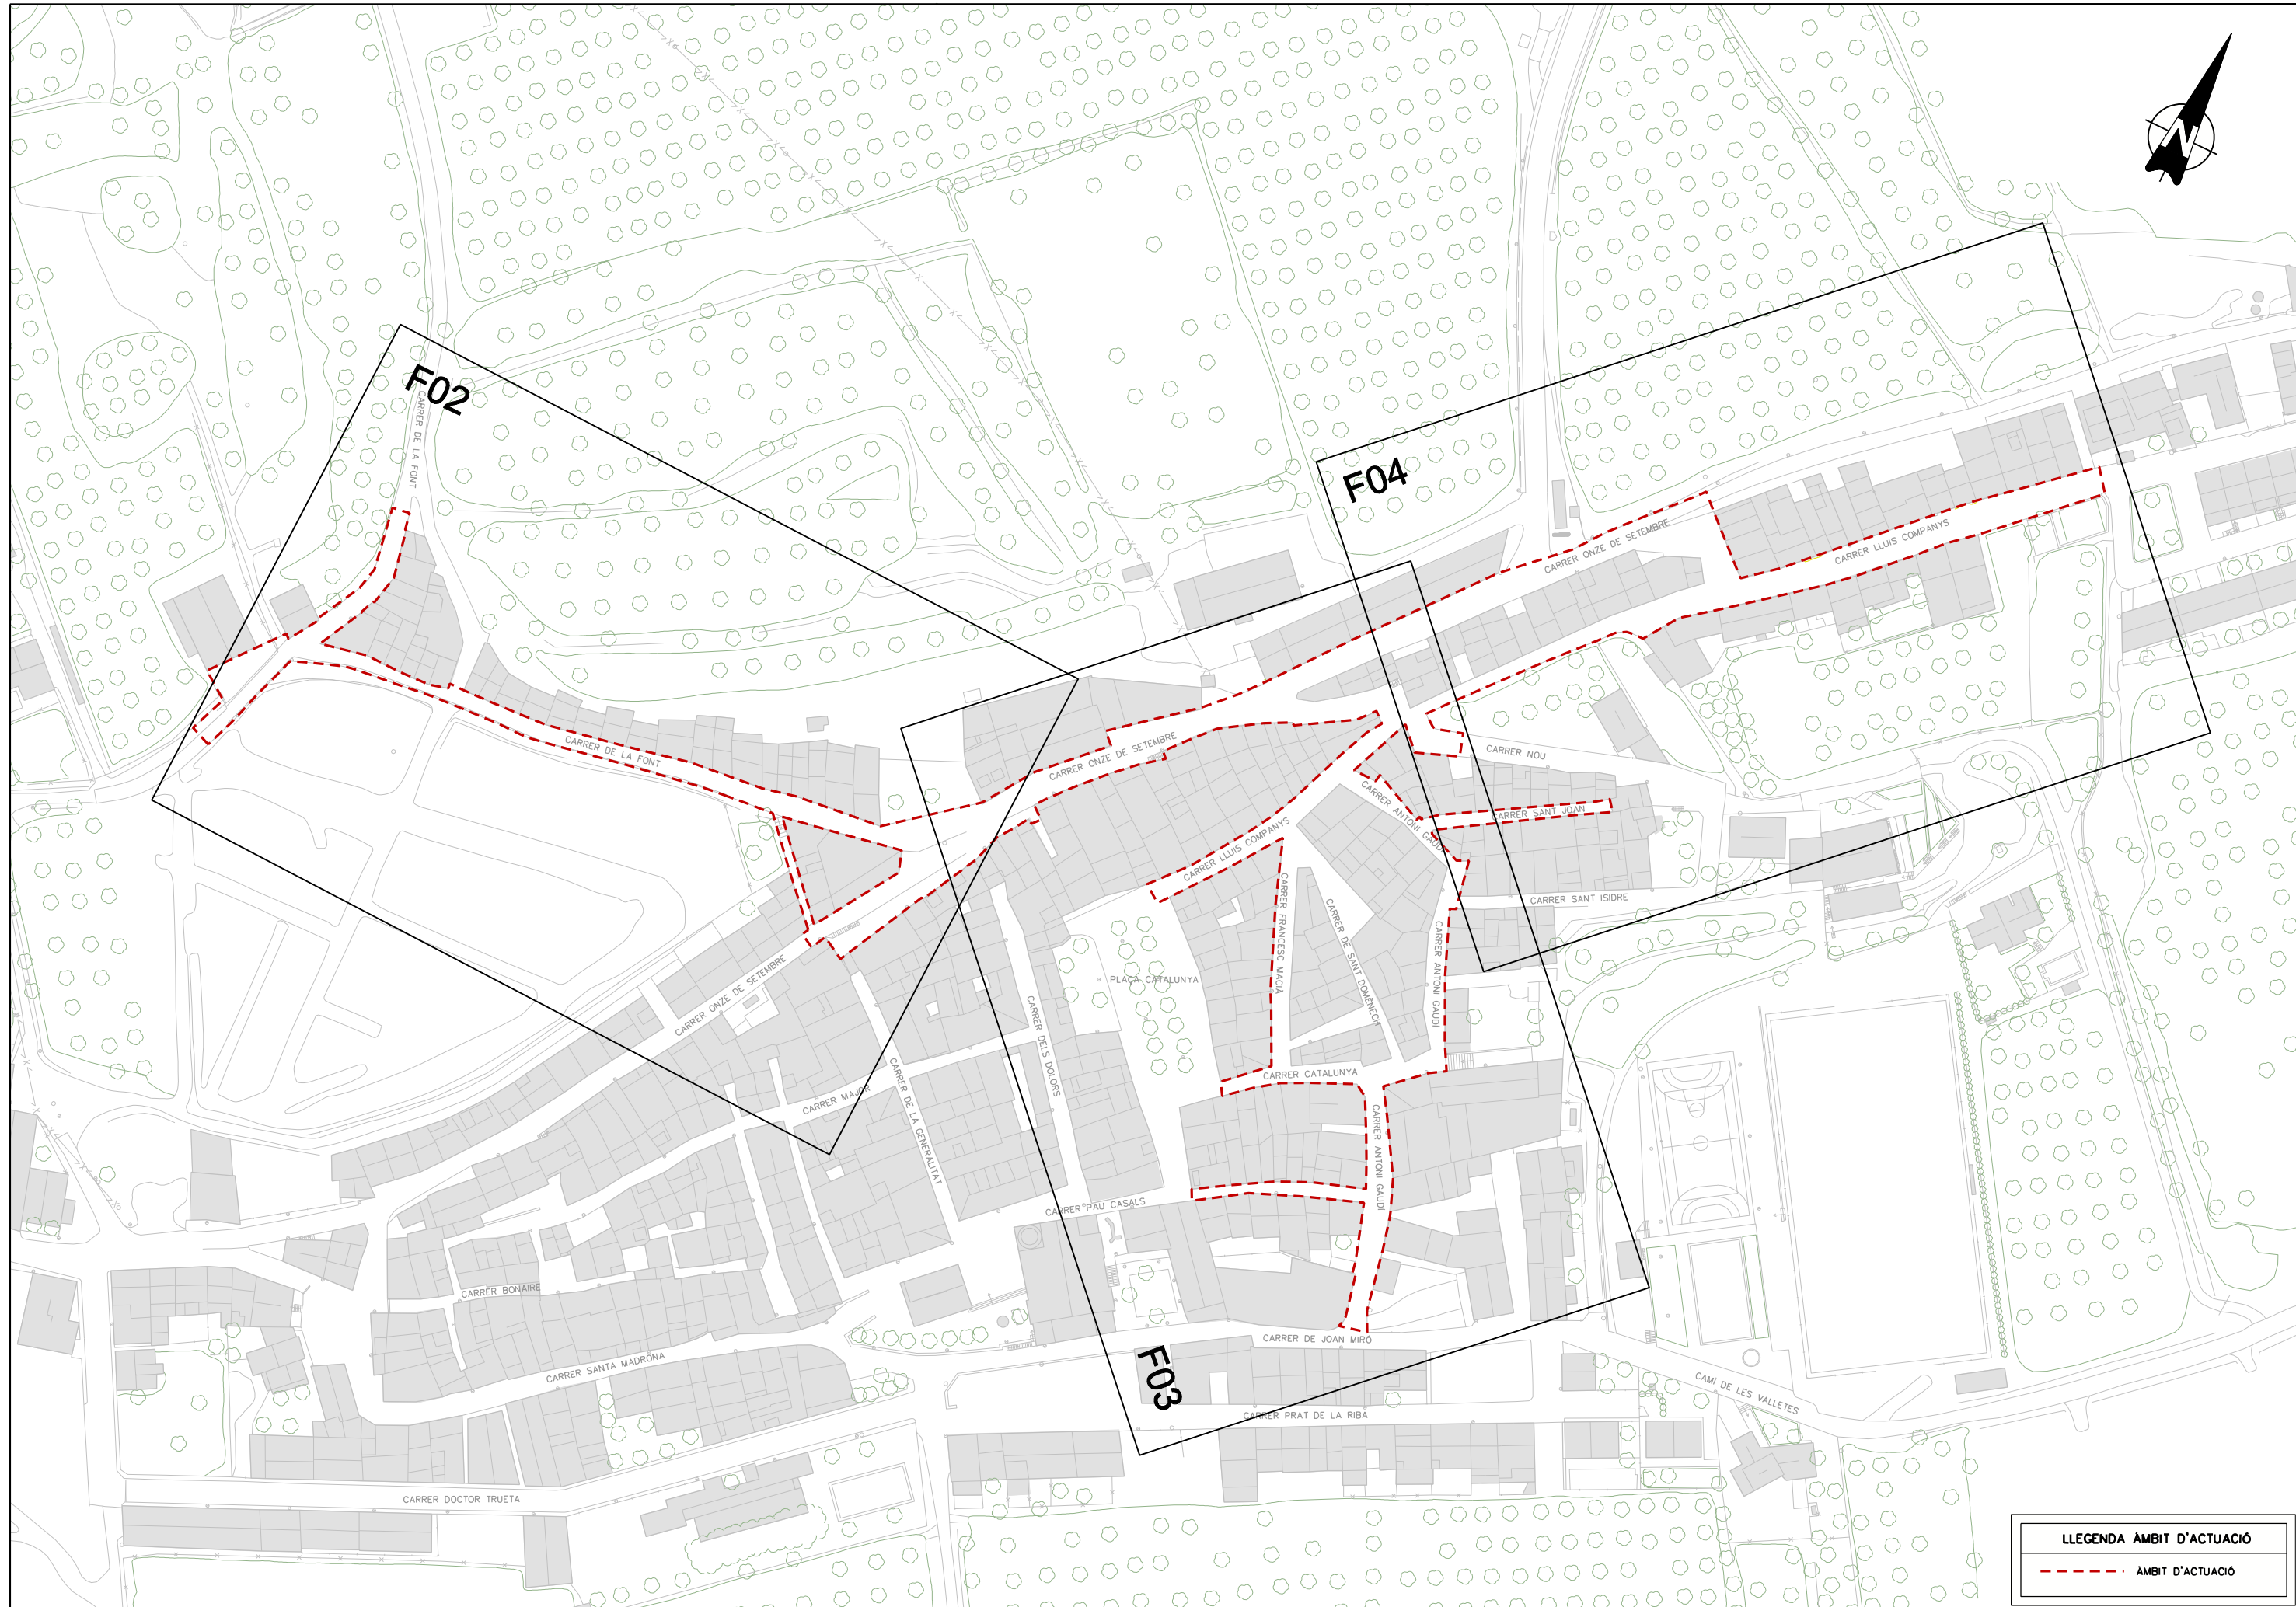 N
F02
CARRER DE LA FONT
F04
CARRER ONZE DE SETEMBRE
CARRER LLUIS COMPANYS
CARRER DE LA FONT
CARRER ONZE DE SETEMBRE
CARRER NOU
CARRER ANTONI GAUDI
CARRER SANT JOAN
CARRER LLUIS COMPANYS
CARRER SANT ISIDRE
CARRER FRANCESC MACIÀ
CARRER DE SANT DOMÈNECH
CARRER ANTONI GAUDI
PLAÇA CATALUNYA
CARRER ONZE DE SETEMBRE
CARRER DELS DOLORS
CARRER CATALUNYA
CARRER MAJOR
CARRER DE LA GENERALITAT
CARRER ANTONI GAUDI
CARRER PAU CASALS
CARRER BONAIRE
CARRER DE JOAN MIRÓ
CARRER SANTA MADRONA
F03
CAMI DE LES VALLETES
CARRER PRAT DE LA RIBA
CARRER DOCTOR TRUETA
LLEGENDA ÀMBIT D'ACTUACIÓ
ÀMBIT D'ACTUACIÓ